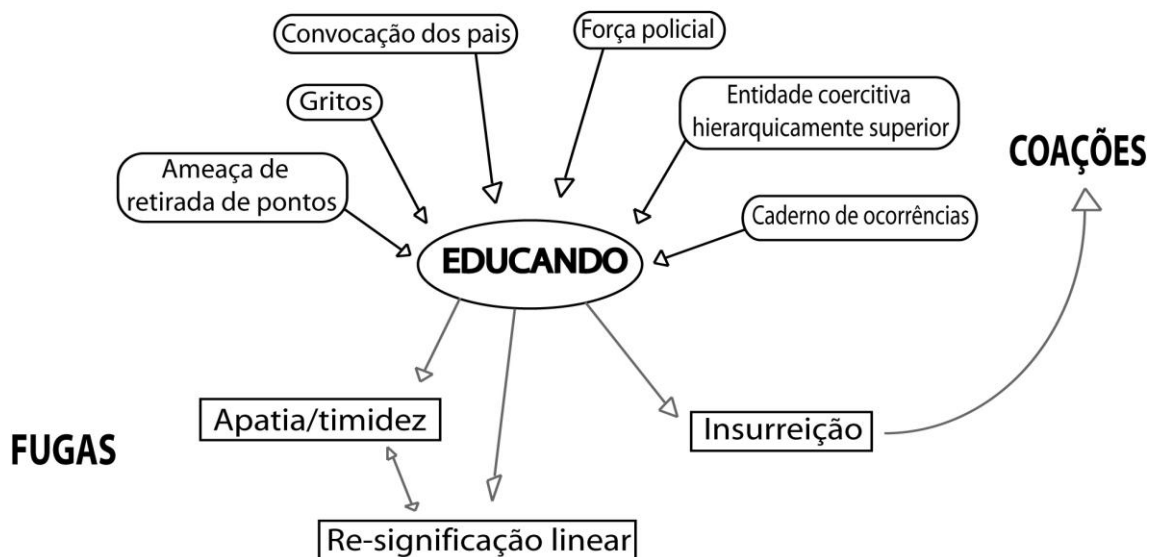 Convocação dos pais
Força policial
Gritos
Entidade coercitiva
hierarquicamente superior
COAÇÕES
Ameaça de
retirada de pontos
Caderno de ocorrências
EDUCANDO
Apatia/timidez
Insurreição
FUGAS
Re-significação linear